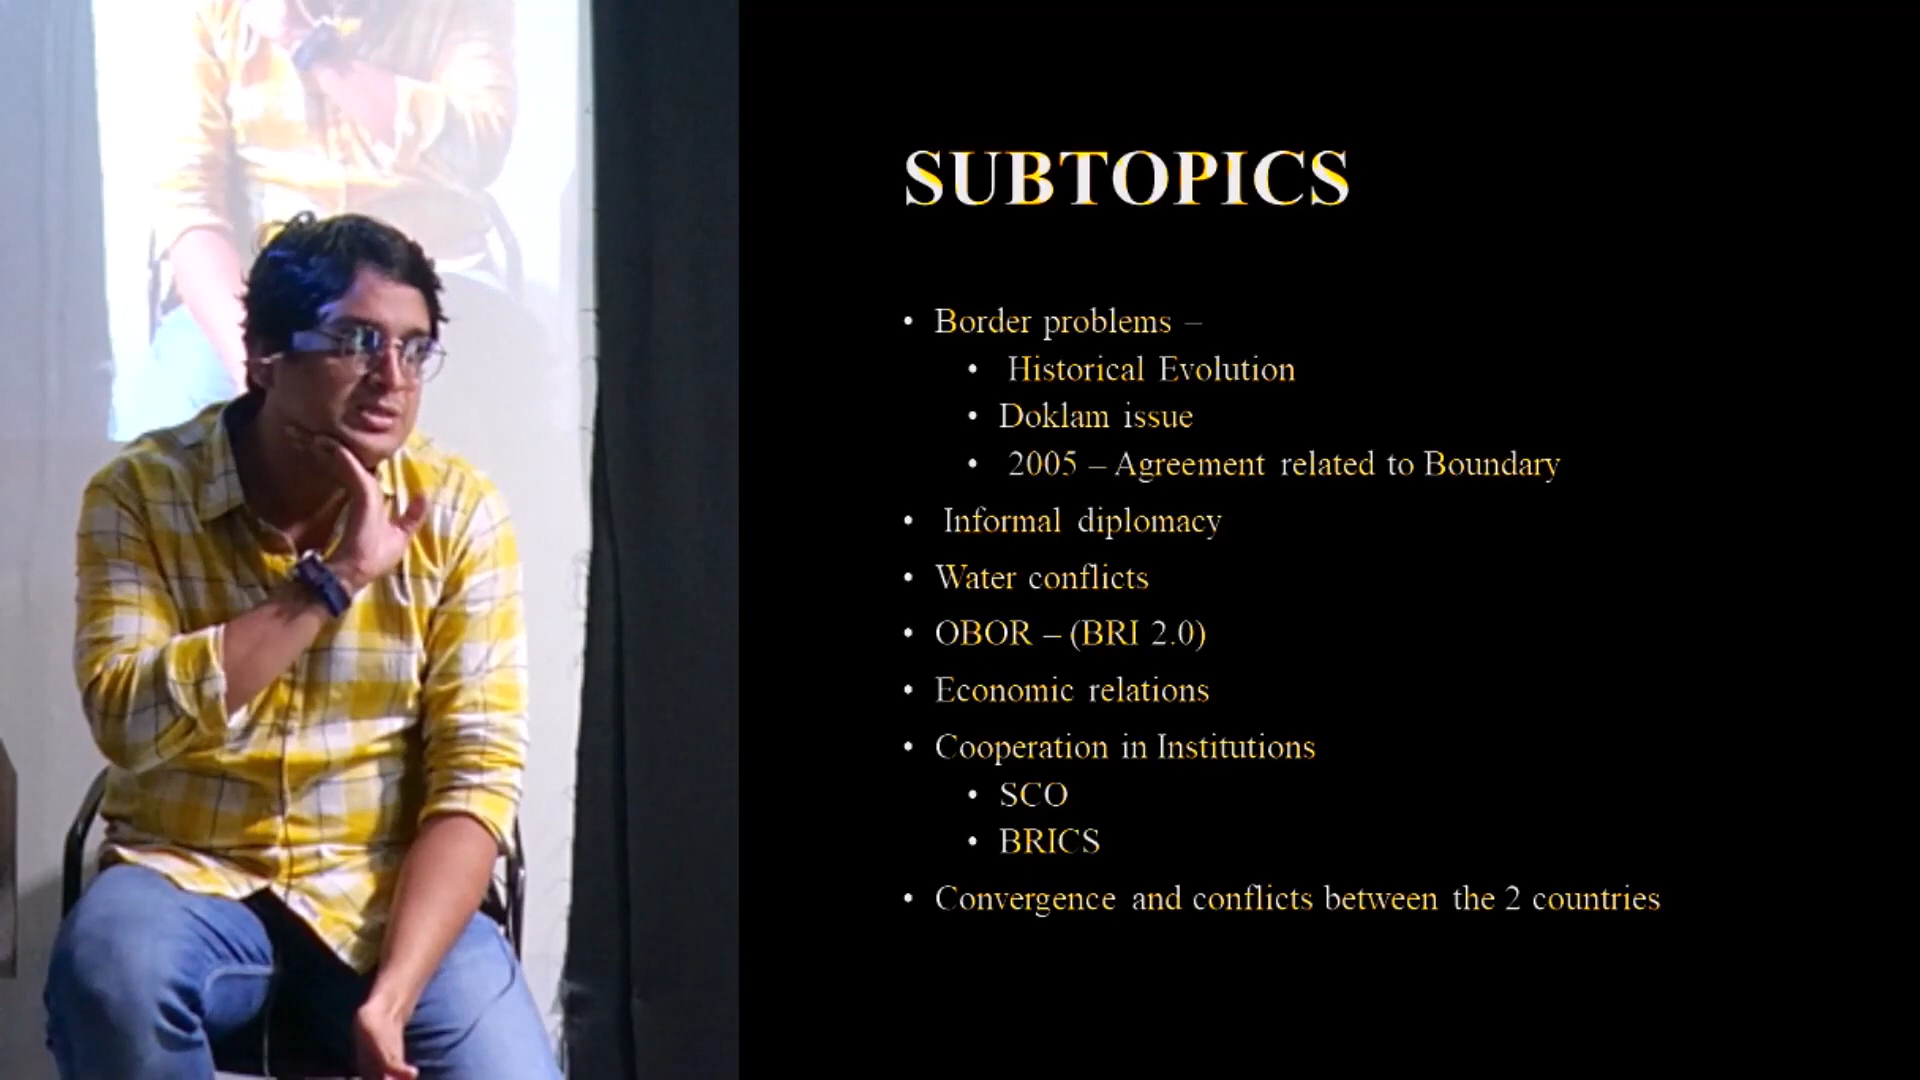 SUBTOPICS
• Border problems –
• Historical Evolution
• Doklam issue
• 2005 – Agreement related to Boundary
• Informal diplomacy
• Water conflicts
• OBOR – (BRI 2.0)
• Economic relations
• Cooperation in Institutions
• SCO
• BRICS
• Convergence and conflicts between the 2 countries